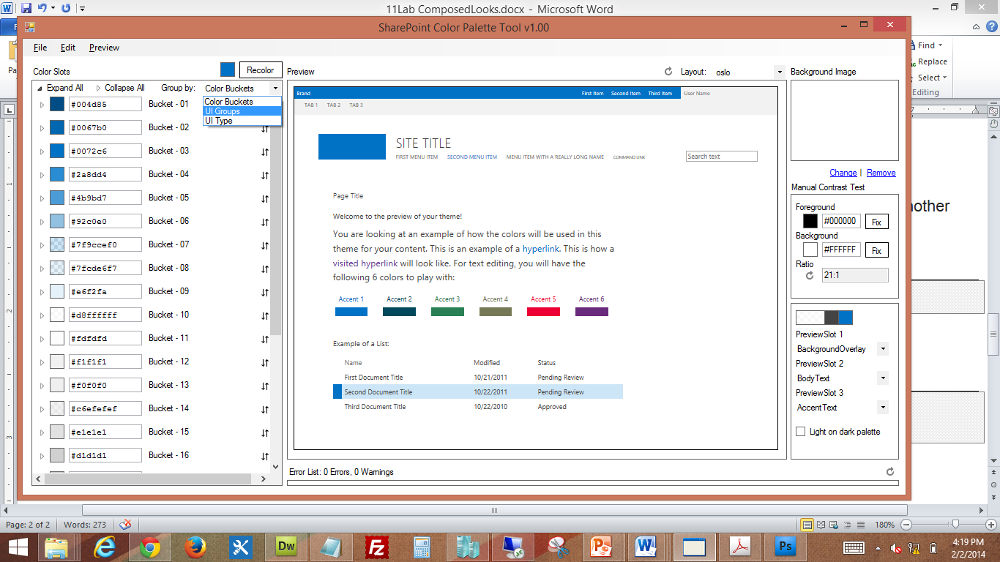 11Lab ComposedLooks.docx - Microsoft Word
SharePoint Color Palette Tool v1.00
File Edit Preview
Find
Replace
Select
Editing
Color Slots
Recolor
Expand All Collapse All Group by: Color Buckets
Color Buckets
UI Groups
UI Type
#004d85 Bucket - 01
#0067b0 Bucket - 02
#0072c6 Bucket - 03
#2a8dd4 Bucket - 04
#4b9bd7 Bucket - 05
#92c0e0 Bucket - 06
#7f9ccef0 Bucket - 07
#7fcde6f7 Bucket - 08
#e6f2fa Bucket - 09
#d8ffffff Bucket - 10
#fdfdfd Bucket - 11
#f1f1f1 Bucket - 12
#f0f0f0 Bucket - 13
#c6efefef Bucket - 14
#e1e1e1 Bucket - 15
#d1d1d1 Bucket - 16
Preview
Layout: oslo
Brand First Item Second Item Third Item User Name
TAB 1 TAB 2 TAB 3
SITE TITLE
FIRST MENU ITEM SECOND MENU ITEM MENU ITEM WITH A REALLY LONG NAME COMMAND LINK
Search text
Page Title
Welcome to the preview of your theme!
You are looking at an example of how the colors will be used in this
theme for your content. This is an example of a hyperlink. This is how a
visited hyperlink will look like. For text editing, you will have the
following 6 colors to play with:
Accent 1 Accent 2 Accent 3 Accent 4 Accent 5 Accent 6
Example of a List:
Name Modified Status
First Document Title 10/21/2011 Pending Review
Second Document Title 10/22/2011 Pending Review
Third Document Title 10/22/2010 Approved
Error List: 0 Errors, 0 Warnings
Background Image
Change | Remove
Manual Contrast Test
Foreground
#000000 Fix
Background
#FFFFFF Fix
Ratio
21:1
PreviewSlot 1
BackgroundOverlay
PreviewSlot 2
BodyText
PreviewSlot 3
AccentText
Light on dark palette
nother
1
2
3
Page: 2 of 2 Words: 273
180%
Dw
Fz
Ps
4:19 PM
2/2/2014